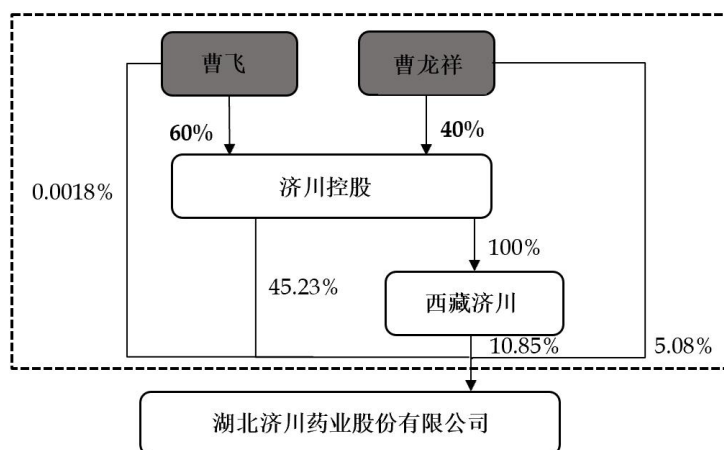 曹飞
曹龙祥
60%
40%
济川控股
0.0018%
100%
45.23%
西藏济川
10.85%
5.08%
湖北济川药业股份有限公司